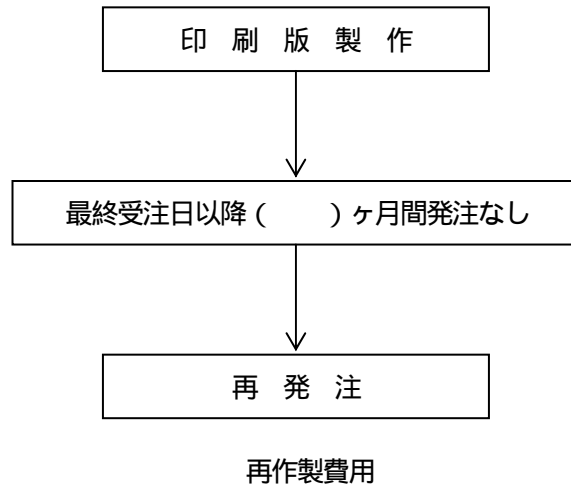 印 刷 版 製 作
最終受注日以降(　　)ヶ月間発注なし
再 発 注
再作製費用